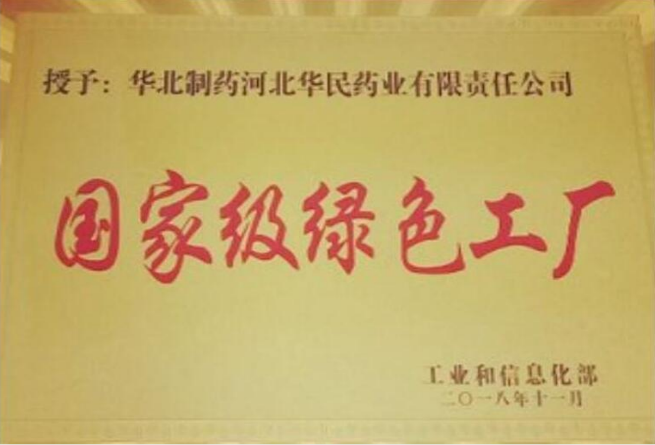 授予：华北制药河北华民药业有限责任公司
国家级绿色工厂
工业和信息化部
二〇一八年十一月